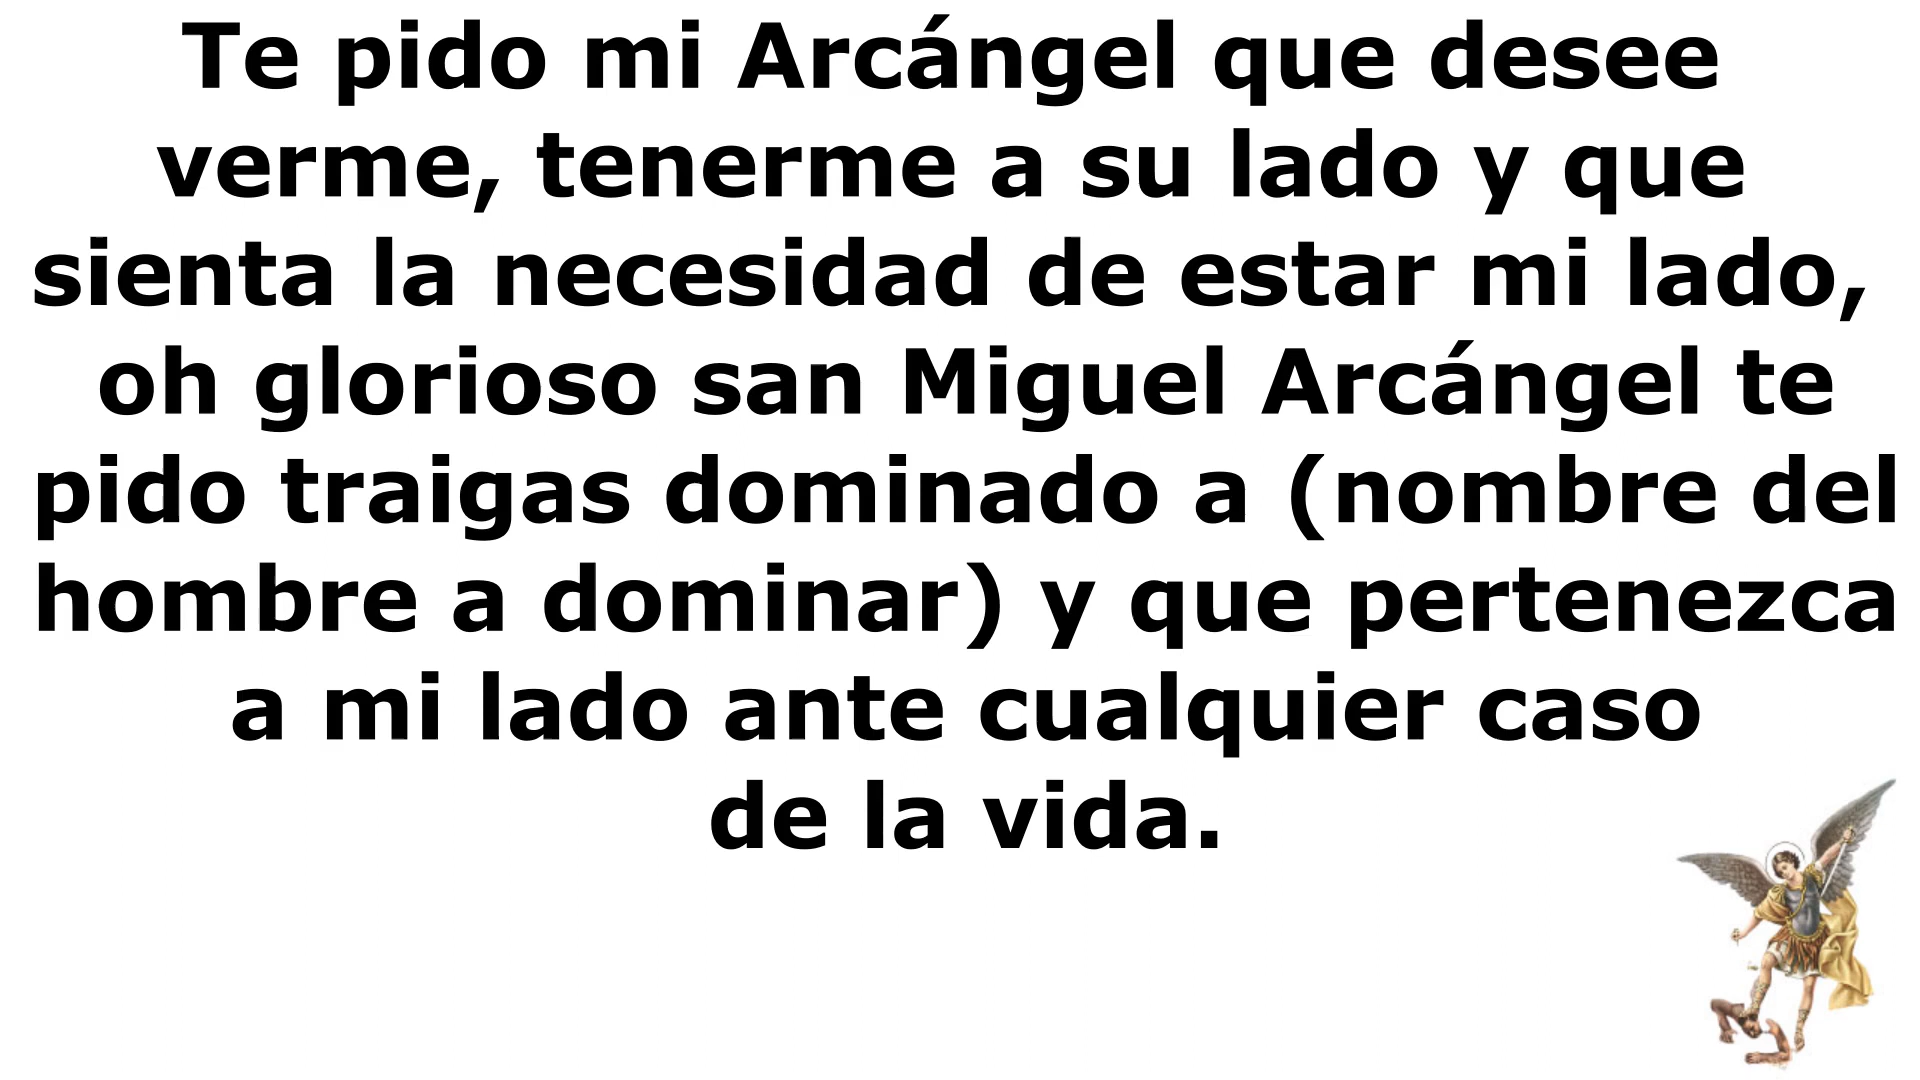 Te pido mi Arcángel que desee
verme, tenerme a su lado y que
sienta la necesidad de estar mi lado,
oh glorioso san Miguel Arcángel te
pido traigas dominado a (nombre del
hombre a dominar) y que pertenezca
a mi lado ante cualquier caso
de la vida.